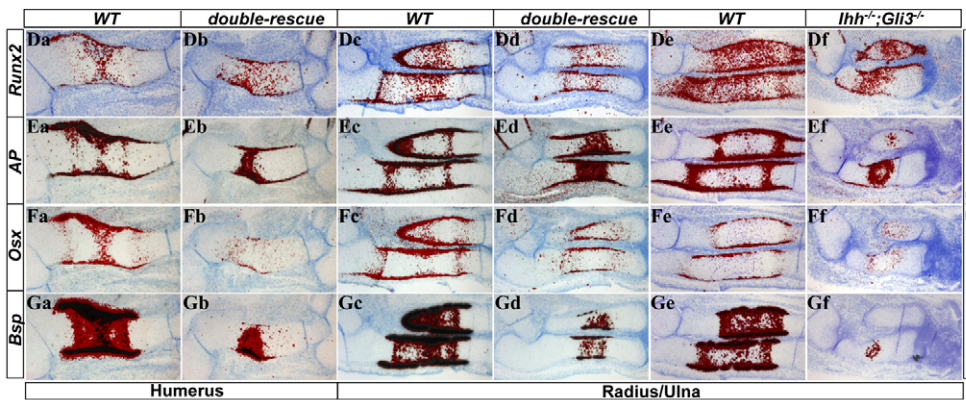 WT double-rescue WT double-rescue WT Ihh-/-;Gli3-/-
Runx2 Da Db Dc Dd De Df
AP Ea Eb Ec Ed Ee Ef
Osx Fa Fb Fc Fd Fe Ff
Bsp Ga Gb Gc Gd Ge Gf
Humerus Radius/Ulna